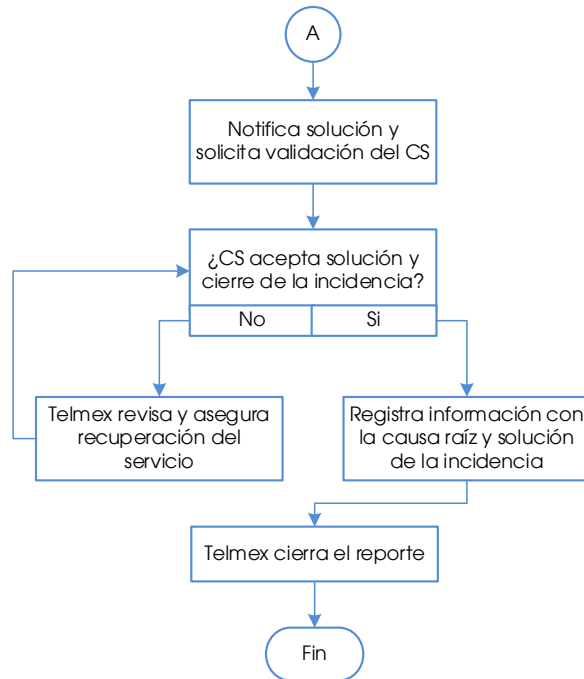 A
Notifica solución y
solicita validación del CS
¿CS acepta solución y
cierre de la incidencia?
No
Si
Telmex revisa y asegura
recuperación del
servicio
Registra información con
la causa raíz y solución
de la incidencia
Telmex cierra el reporte
Fin